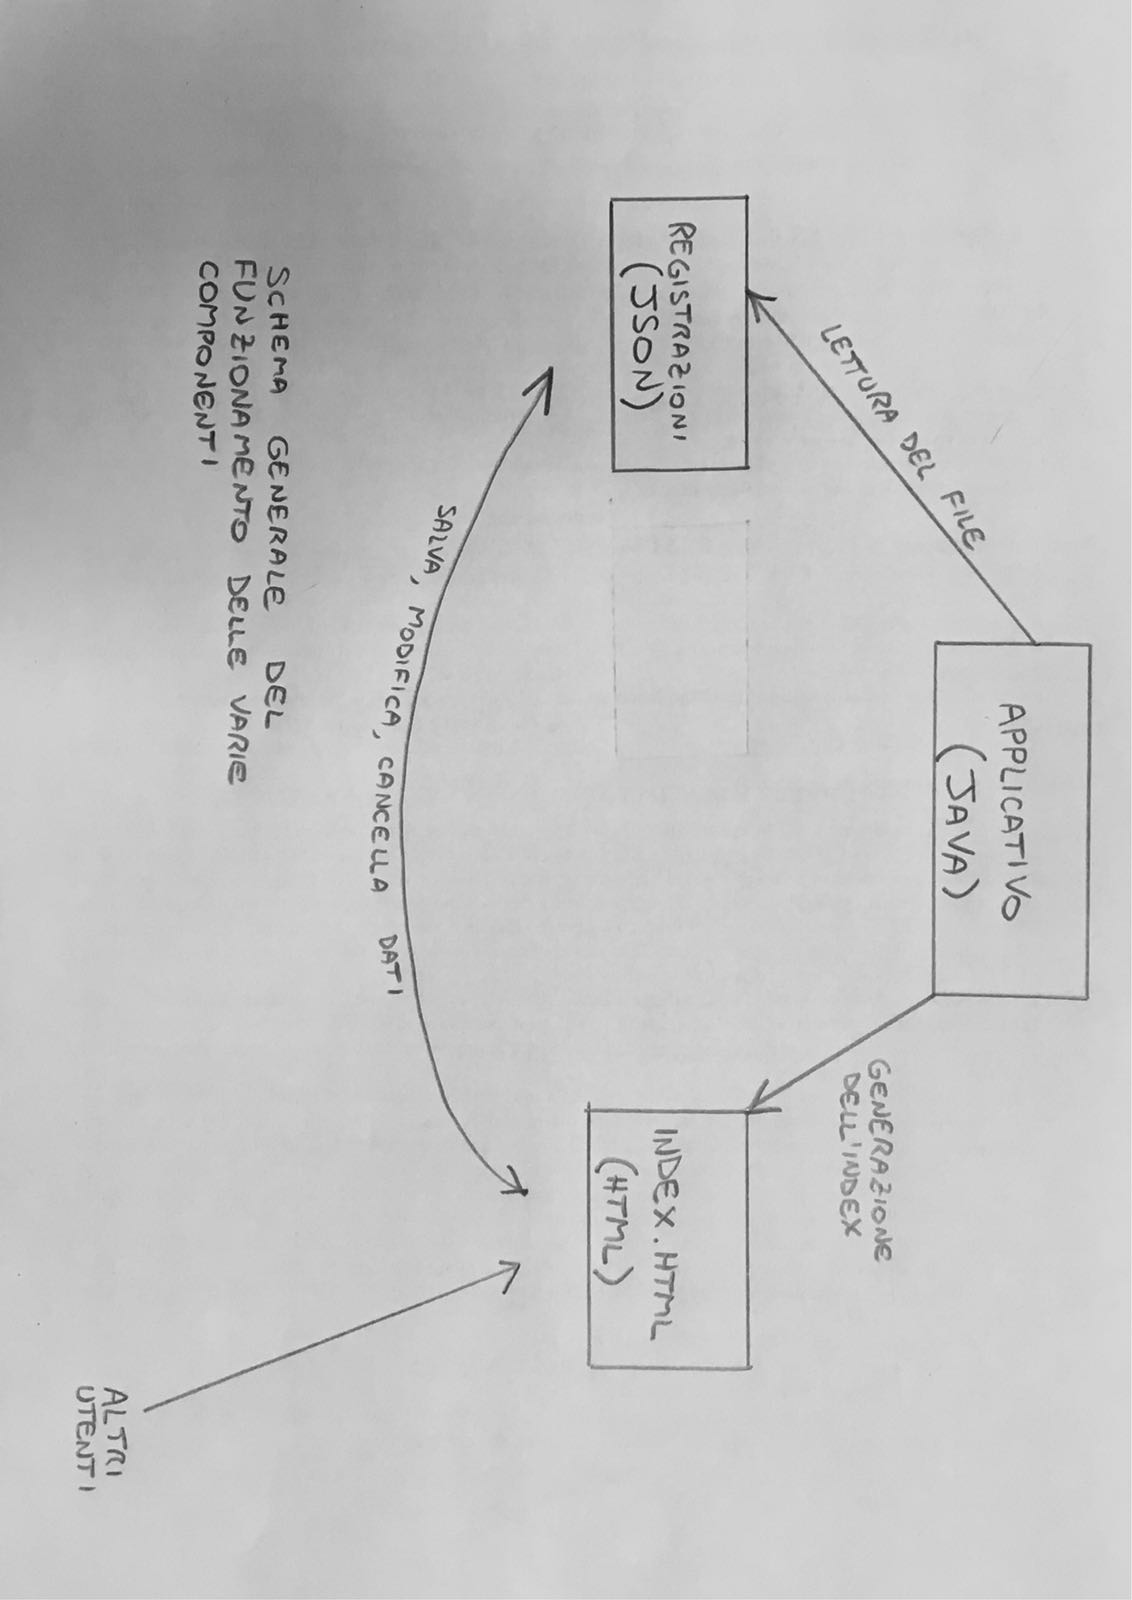 APPLICATIVO
(JAVA)
LETTURA DEL FILE
GENERAZIONE
DELL'INDEX
REGISTRAZIONI
(JSON)
INDEX.HTML
(HTML)
SALVA, MODIFICA, CANCELLA DATI
SCHEMA GENERALE DEL
FUNZIONAMENTO DELLE VARIE
COMPONENTI
ALTRI
UTENTI